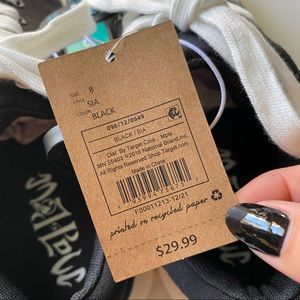 SIZE 8
STYLE SIA
COLOR BLACK
096/12/0649
BLACK / SIA
Dist. By Target Corp., Mpls.,
MN 55403 ©2016 National Brand,Inc.
All Rights Reserved Shop Target.com
Made in China
F00011213-12/21
printed on recycled paper
$29.99